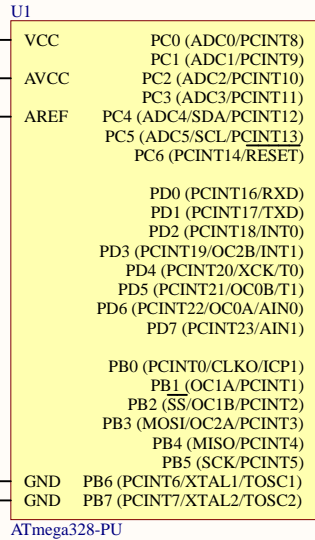 U1
VCC PC0 (ADC0/PCINT8)
PC1 (ADC1/PCINT9)
AVCC PC2 (ADC2/PCINT10)
PC3 (ADC3/PCINT11)
AREF PC4 (ADC4/SDA/PCINT12)
PC5 (ADC5/SCL/PCINT13)
PC6 (PCINT14/RESET)
PD0 (PCINT16/RXD)
PD1 (PCINT17/TXD)
PD2 (PCINT18/INT0)
PD3 (PCINT19/OC2B/INT1)
PD4 (PCINT20/XCK/T0)
PD5 (PCINT21/OC0B/T1)
PD6 (PCINT22/OC0A/AIN0)
PD7 (PCINT23/AIN1)
PB0 (PCINT0/CLKO/ICP1)
PB1 (OC1A/PCINT1)
PB2 (SS/OC1B/PCINT2)
PB3 (MOSI/OC2A/PCINT3)
PB4 (MISO/PCINT4)
PB5 (SCK/PCINT5)
GND PB6 (PCINT6/XTAL1/TOSC1)
GND PB7 (PCINT7/XTAL2/TOSC2)
ATmega328-PU